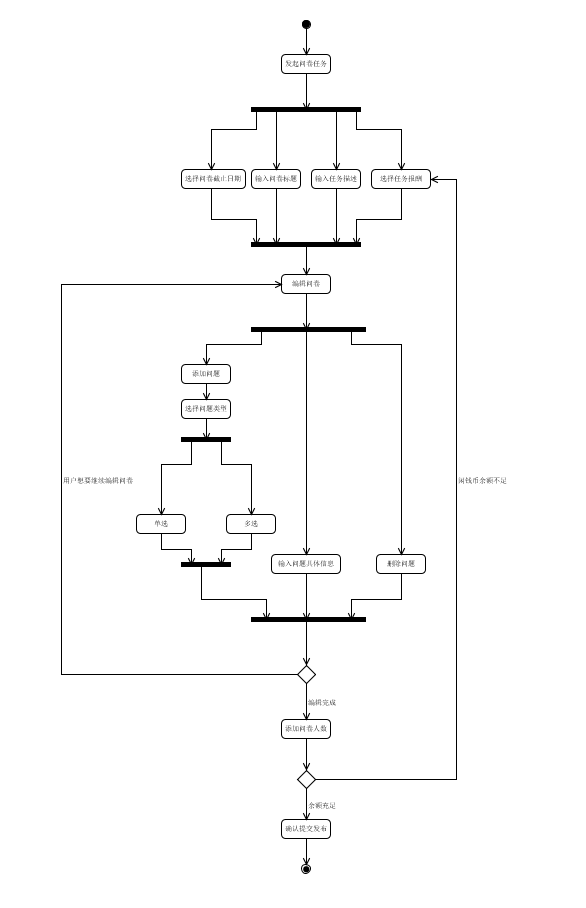 发起问卷任务
选择问卷截止日期
输入问卷标题
输入任务描述
选择任务报酬
编辑问卷
添加问题
选择问题类型
用户想要继续编辑问卷
闲钱币余额不足
单选
多选
输入问题具体信息
删除问题
编辑完成
添加问卷人数
余额充足
确认提交发布